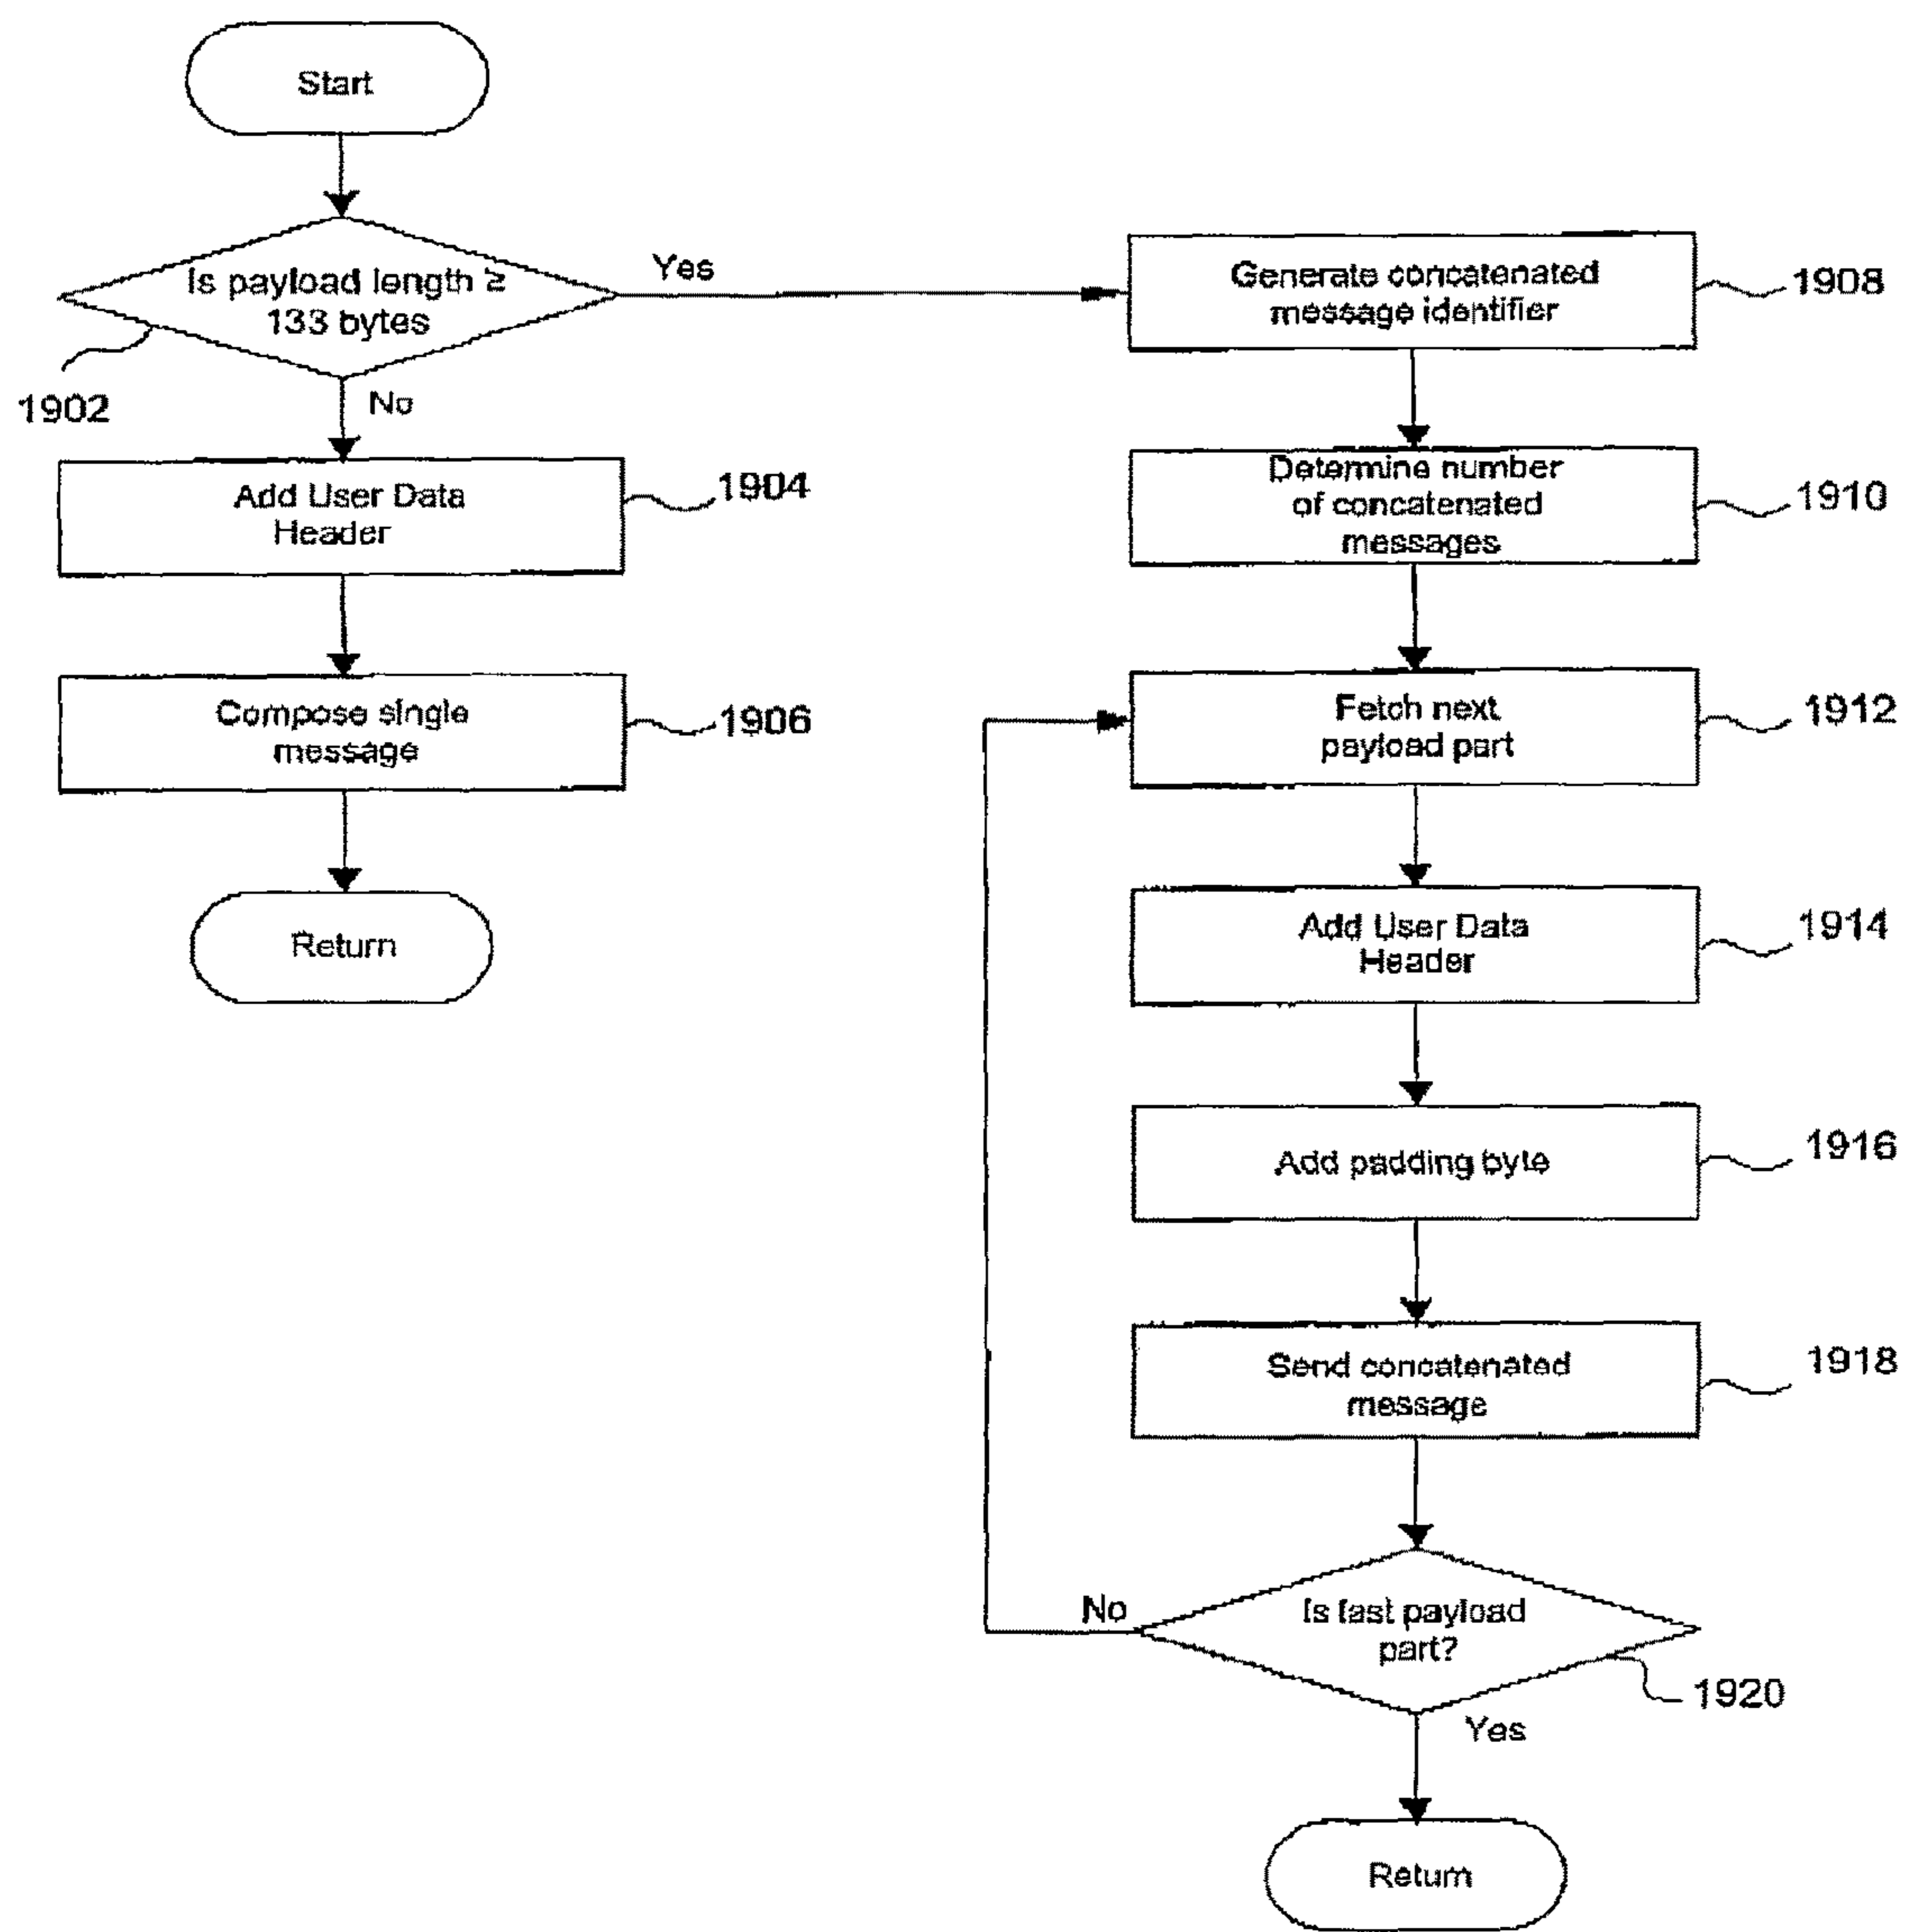 Start
Is payload length ≥
133 bytes
Yes
No
1902
Add User Data
Header
1904
Compose single
message
1906
Return
Generate concatenated
message identifier
1908
Determine number
of concatenated
messages
1910
Fetch next
payload part
1912
Add User Data
Header
1914
Add padding byte
1916
Send concatenated
message
1918
No
Is fast payload
part?
1920
Yes
Return